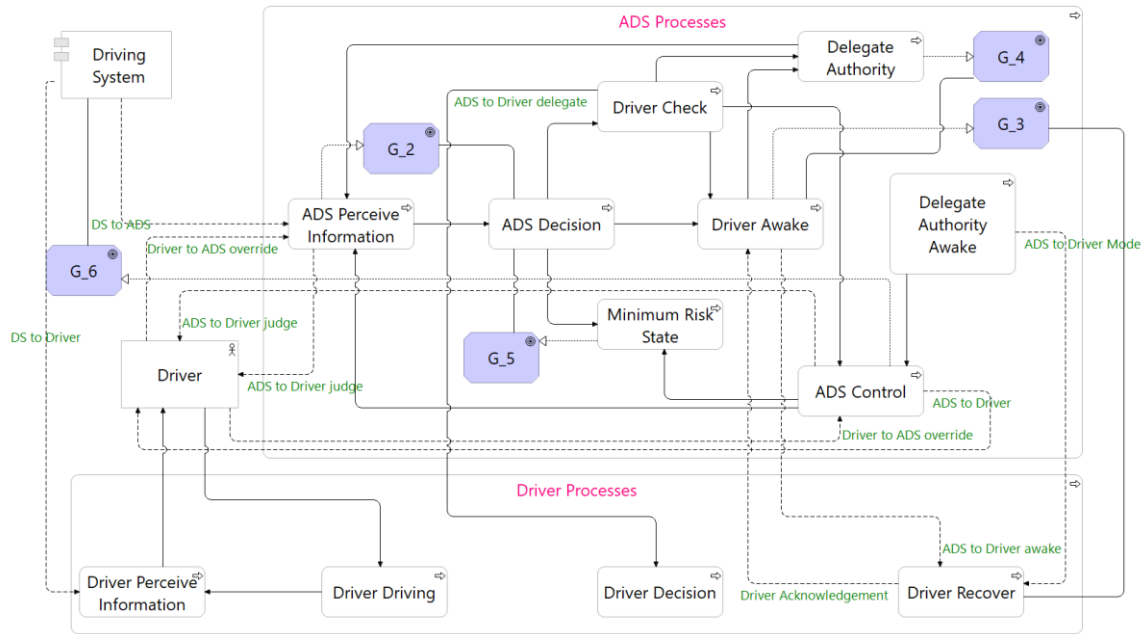 ADS Processes
Driving
System
Delegate
Authority
G_4
ADS to Driver delegate
Driver Check
G_3
G_2
DS to ADS
Driver to ADS override
ADS Perceive
Information
ADS Decision
Driver Awake
Delegate
Authority
Awake
ADS to Driver Mode
G_6
ADS to Driver judge
Minimum Risk
State
DS to Driver
G_5
Driver
ADS to Driver judge
ADS Control
ADS to Driver
Driver to ADS override
Driver Processes
ADS to Driver awake
Driver Perceive
Information
Driver Driving
Driver Decision
Driver Acknowledgement
Driver Recover